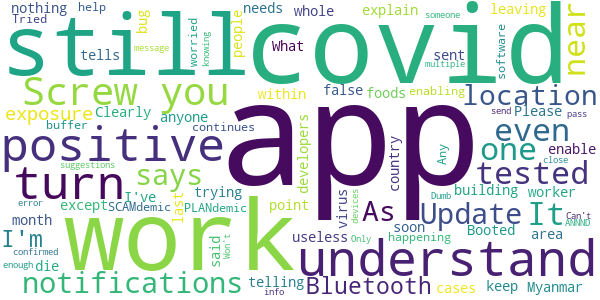 nothing help bug needs whole explain leaving
Tried still covid near
tells worried knowing people What someone sent multiple software
message enabling
Screw you within false foods location
exposure Clearly anyone developers Please even
buffer continues country
positive app one enable
close
turn says virus As tested
suggestions trying I've
except SCAMdemic PLANdemic last point devices Any building worker
month said soon Update It Booted Can't
error I'm work useless happening area ANNND
confirmed Won't Only Dumb send pass
enough die telling understand
notifications info Bluetooth cases keep Myanmar